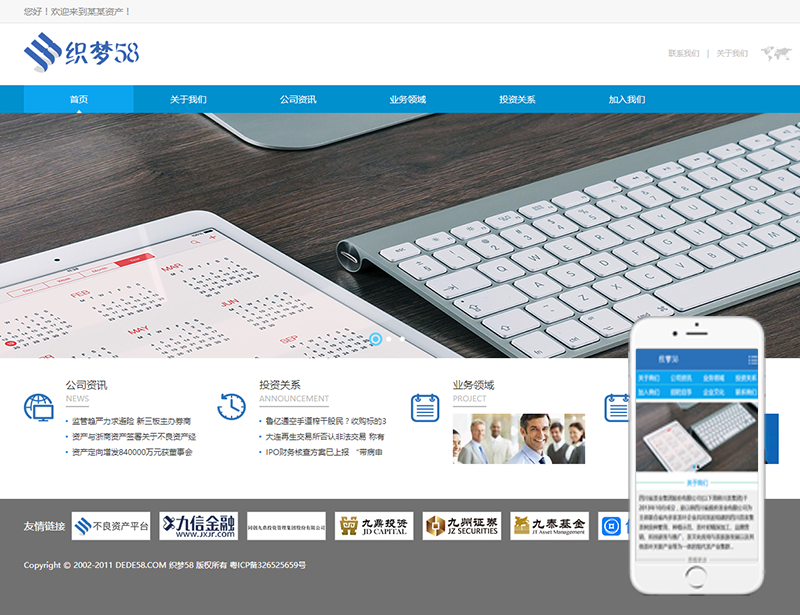 您好！欢迎来到某某资产！
织梦58
联系我们 | 关于我们
首页 关于我们 公司资讯 业务领域 投资关系 加入我们
FEB
MAR
MAY
JUN
SEP
公司资讯
NEWS
监管趋严力求避险 新三板主办券商
资产与浙商资产签署关于不良资产经
资产定向增发840000万元获董事会
投资关系
ANNOUNCEMENT
鲁亿通空手道榨干股民？收购标的3
大连再生交易所否认非法交易 称有
IPO财务核查方案已上报 “带病申
业务领域
PROJECT
织梦58
关于我们 公司资讯 业务领域 投资关系
加入我们 招贤纳士 企业文化 联系我们
关于我们
友情链接
不良资产平台
九信金融
www.jxjr.com
九鼎投资
JD CAPITAL
九州证券
JZ SECURITIES
九泰基金
JT Asset Management
Copyright © 2002-2011 DEDE58.COM 织梦58 版权所有 粤ICP备326525659号